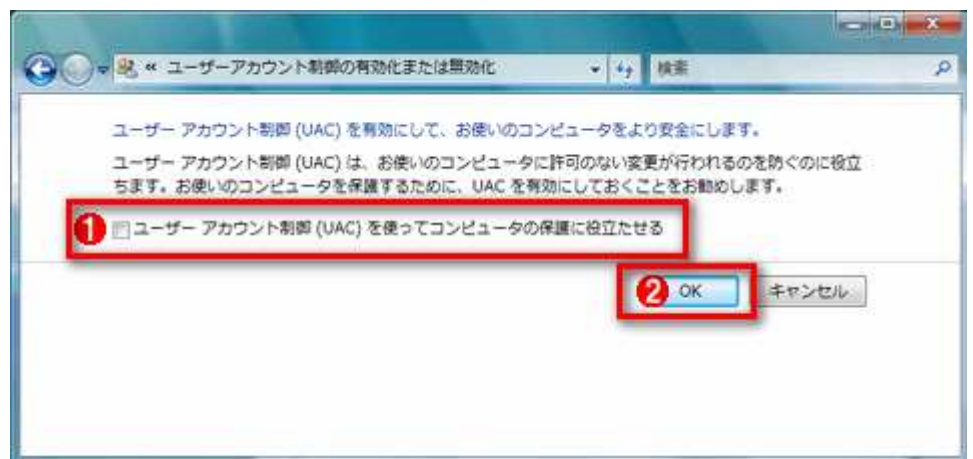 « ユーザーアカウント制御の有効化または無効化
検索
ユーザー アカウント制御 (UAC) を有効にして、お使いのコンピュータをより安全にします。
ユーザー アカウント制御 (UAC) は、お使いのコンピュータに許可のない変更が行われるのを防ぐのに役立
ちます。お使いのコンピュータを保護するために、UAC を有効にしておくことをお勧めします。
1 ユーザー アカウント制御 (UAC) を使ってコンピュータの保護に役立たせる
2 OK
キャンセル